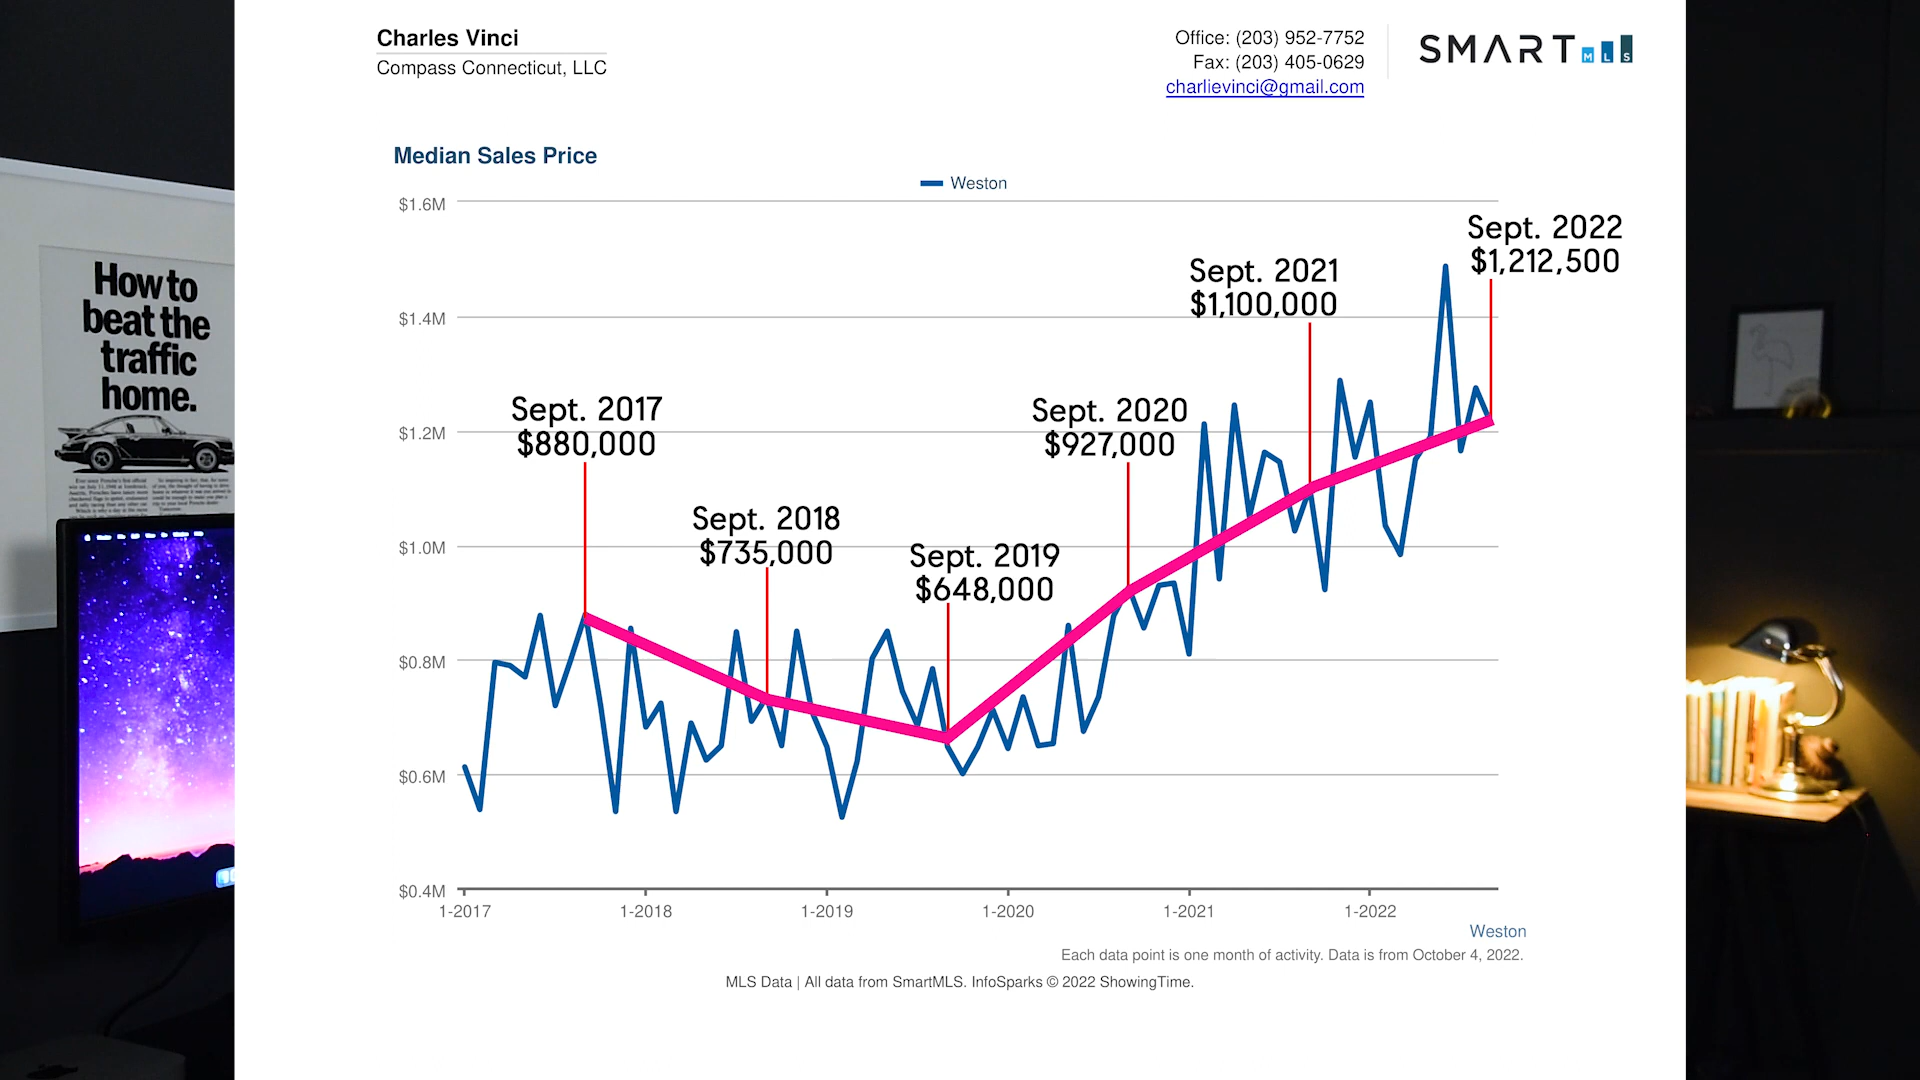 Charles Vinci
Compass Connecticut, LLC
Office: (203) 952-7752
Fax: (203) 405-0629
charlievinci@gmail.com
SMART MLS
Median Sales Price
Weston
$1.6M
$1.4M
$1.2M
$1.0M
$0.8M
$0.6M
$0.4M
Sept. 2017
$880,000
Sept. 2018
$735,000
Sept. 2019
$648,000
Sept. 2020
$927,000
Sept. 2021
$1,100,000
Sept. 2022
$1,212,500
1-2017
1-2018
1-2019
1-2020
1-2021
1-2022
Weston
Each data point is one month of activity. Data is from October 4, 2022.
MLS Data | All data from SmartMLS. InfoSparks © 2022 ShowingTime.
How to
beat the
traffic
home.